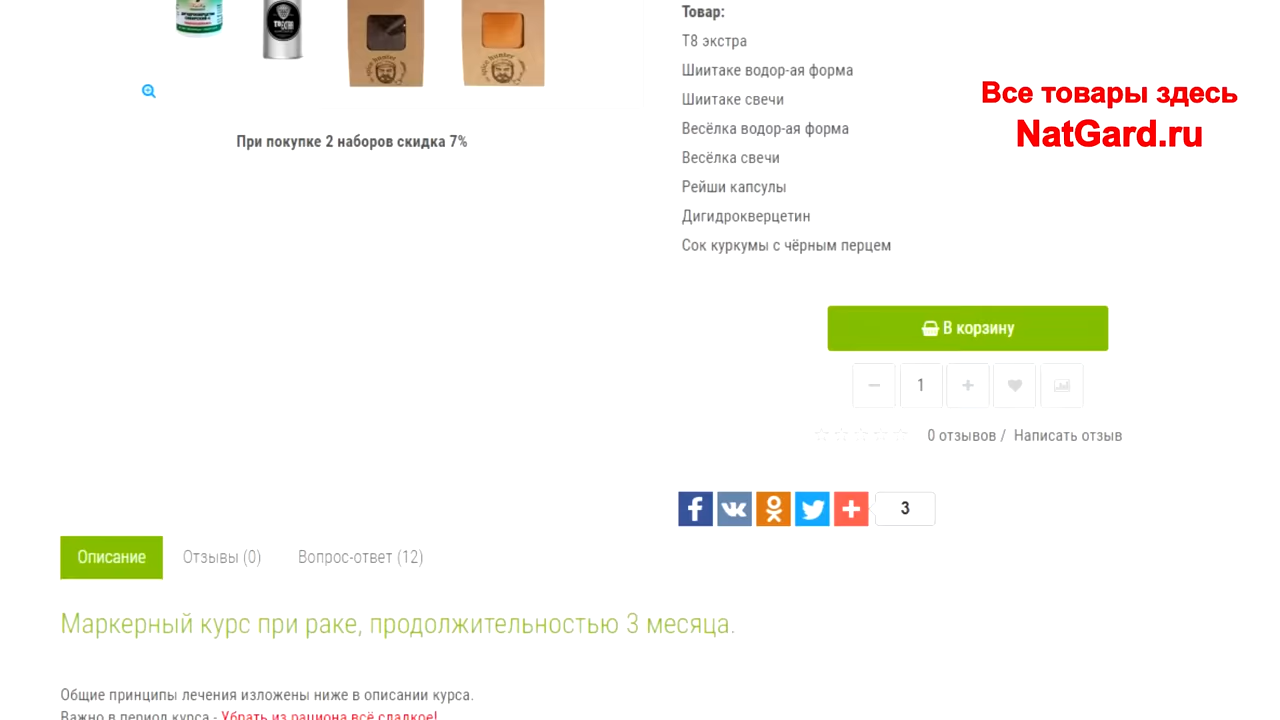 Товар:
Т8 экстра
Шиитаке водор-ая форма
Шиитаке свечи
Весёлка водор-ая форма
Весёлка свечи
Рейши капсулы
Дигидрокверцетин
Сок куркумы с чёрным перцем
Все товары здесь
NatGard.ru
При покупке 2 наборов скидка 7%
В корзину
1
0 отзывов / Написать отзыв
3
Описание
Отзывы (0)
Вопрос-ответ (12)
Маркерный курс при раке, продолжительностью 3 месяца.
Общие принципы лечения изложены ниже в описании курса.
Важно в период курса - Убрать из рациона всё сладкое!